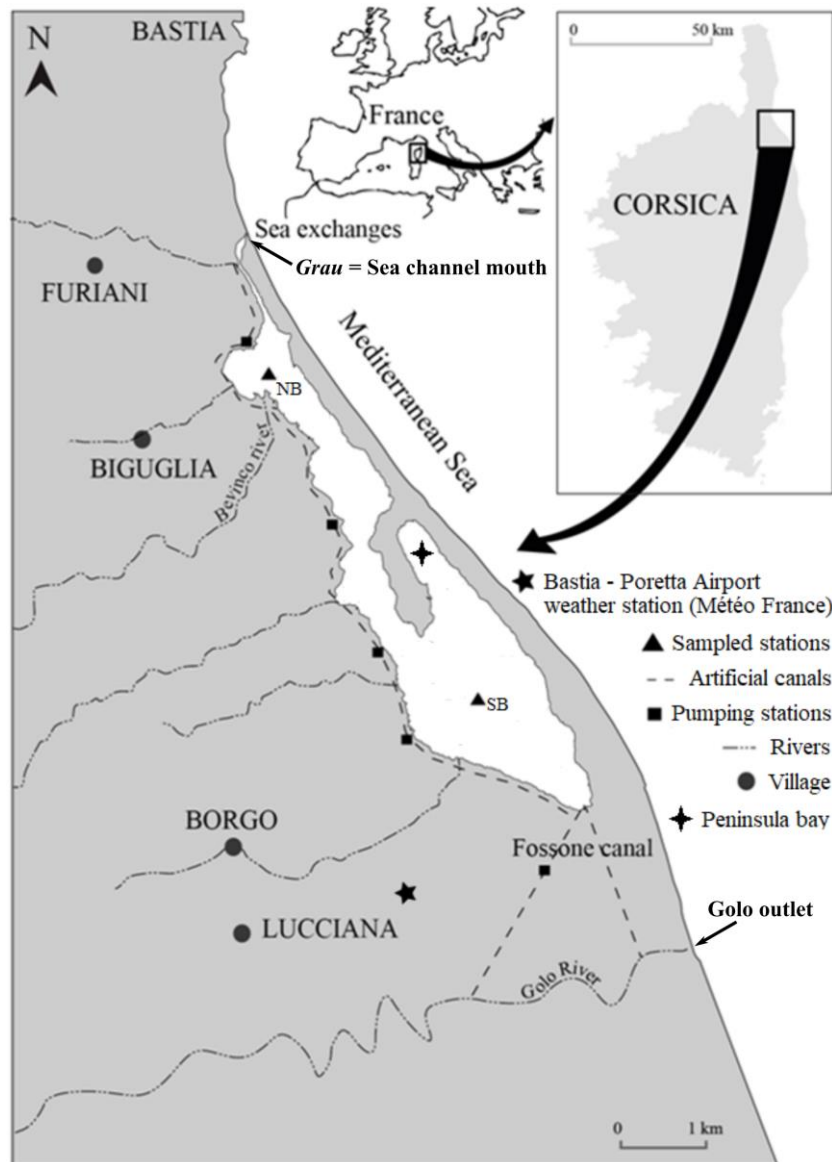 BASTIA
N
France
Sea exchanges
Grau = Sea channel mouth
0 50 km
CORSICA
FURIANI
Mediterranean Sea
NB
BIGUGLIA
Bevinco river
Bastia - Poretta Airport
weather station (Météo France)
Sampled stations
Artificial canals
Pumping stations
Rivers
Village
Peninsula bay
SB
BORGO
Fossone canal
LUCCIANA
Golo outlet
Golo River
0 1 km